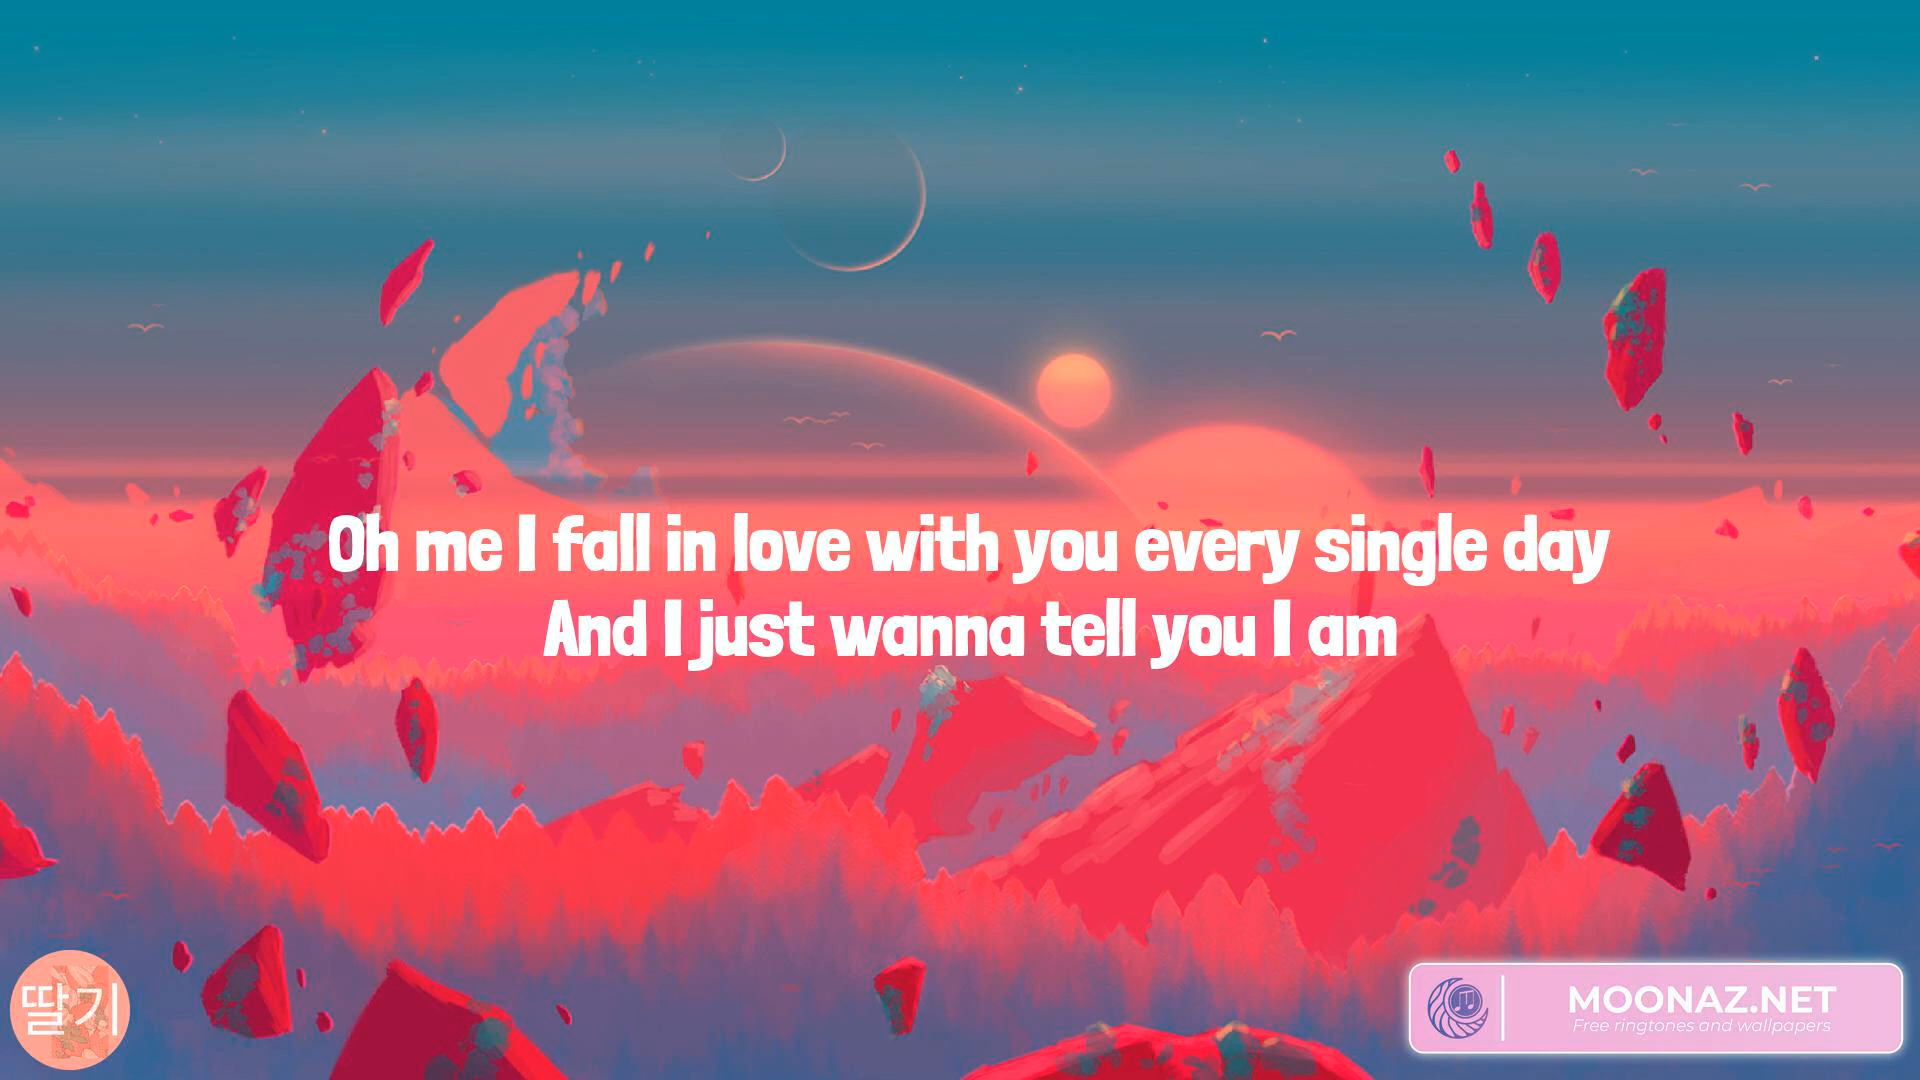 Oh me I fall in love with you every single day
And I just wanna tell you I am
딸기
MOONAZ.NET
Free ringtones and wallpapers